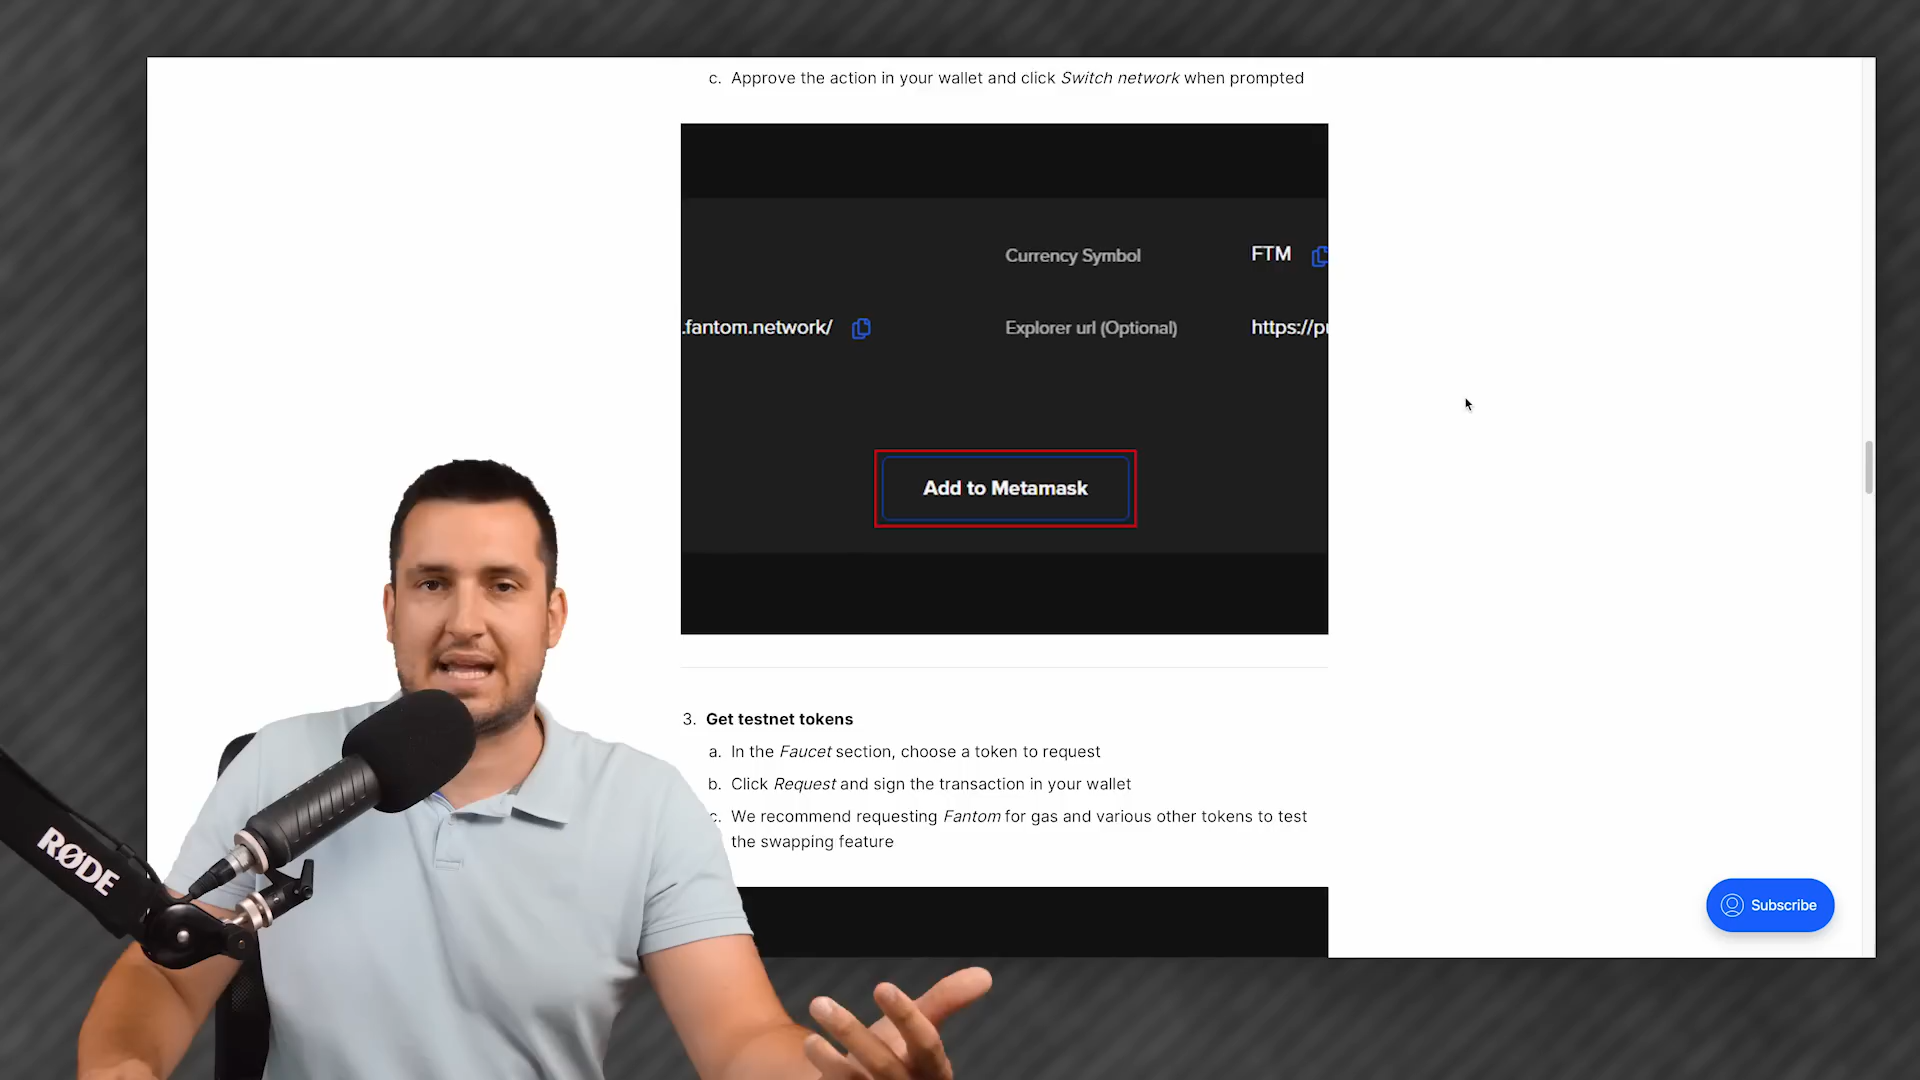 c. Approve the action in your wallet and click Switch network when prompted
Currency Symbol FTM
.fantom.network/ Explorer url (Optional) https://pu
Add to Metamask
3. Get testnet tokens
a. In the Faucet section, choose a token to request
b. Click Request and sign the transaction in your wallet
c. We recommend requesting Fantom for gas and various other tokens to test
the swapping feature
RØDE
Subscribe